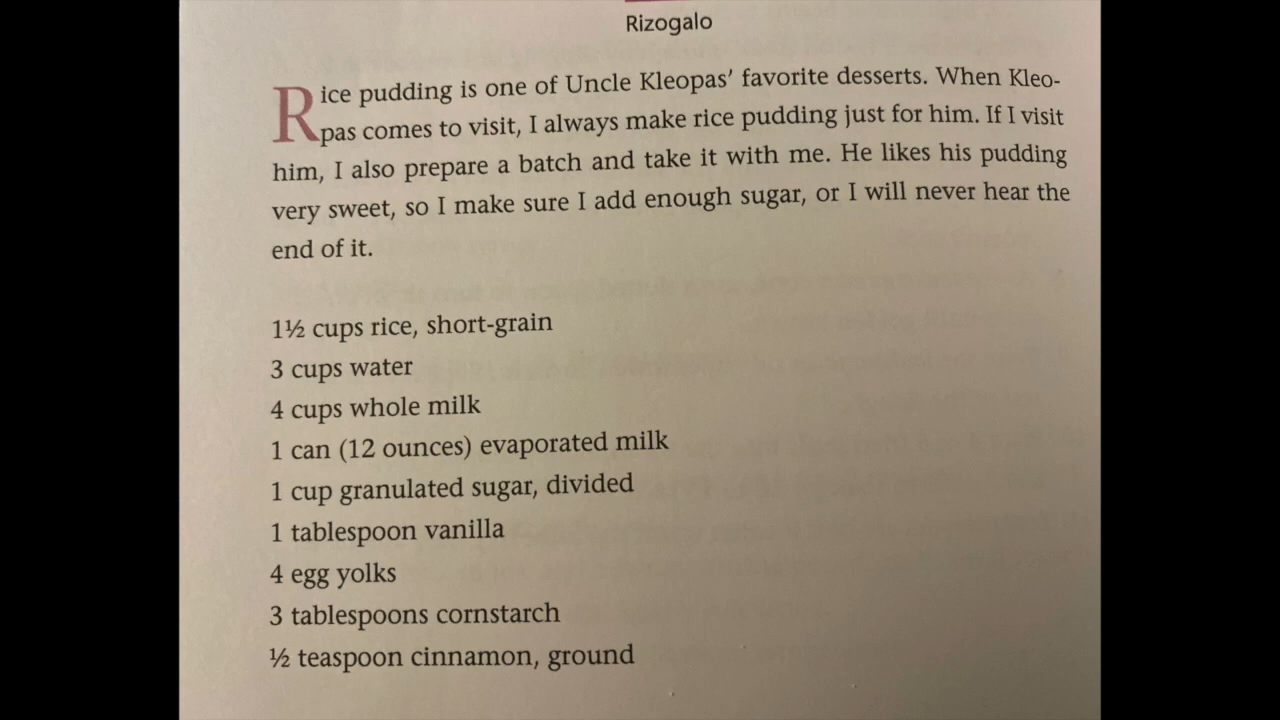 Rizogalo
Rice pudding is one of Uncle Kleopas’ favorite desserts. When Kleo-
pas comes to visit, I always make rice pudding just for him. If I visit
him, I also prepare a batch and take it with me. He likes his pudding
very sweet, so I make sure I add enough sugar, or I will never hear the
end of it.
1½ cups rice, short-grain
3 cups water
4 cups whole milk
1 can (12 ounces) evaporated milk
1 cup granulated sugar, divided
1 tablespoon vanilla
4 egg yolks
3 tablespoons cornstarch
½ teaspoon cinnamon, ground